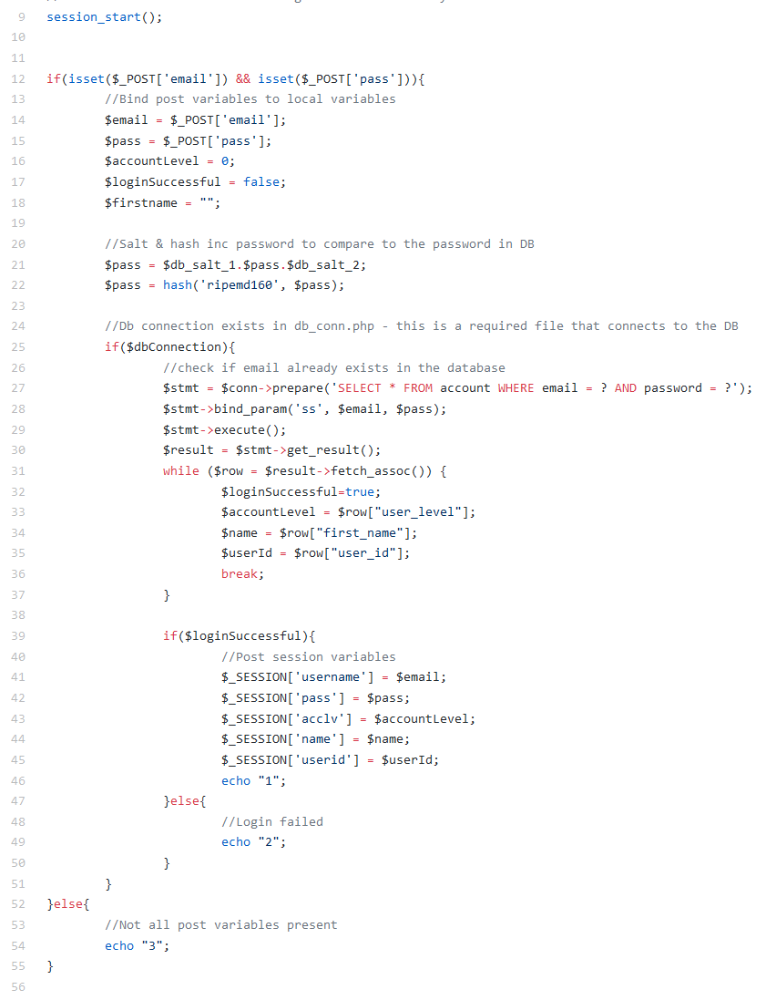 9 session_start();
10
11
12 if(isset($_POST['email']) && isset($_POST['pass'])){
13 //Bind post variables to local variables
14 $email = $_POST['email'];
15 $pass = $_POST['pass'];
16 $accountLevel = 0;
17 $loginSuccessful = false;
18 $firstname = "";
19
20 //Salt & hash inc password to compare to the password in DB
21 $pass = $db_salt_1.$pass.$db_salt_2;
22 $pass = hash('ripemd160', $pass);
23
24 //Db connection exists in db_conn.php - this is a required file that connects to the DB
25 if($dbConnection){
26 //check if email already exists in the database
27 $stmt = $conn->prepare('SELECT * FROM account WHERE email = ? AND password = ?');
28 $stmt->bind_param('ss', $email, $pass);
29 $stmt->execute();
30 $result = $stmt->get_result();
31 while ($row = $result->fetch_assoc()) {
32 $loginSuccessful=true;
33 $accountLevel = $row["user_level"];
34 $name = $row["first_name"];
35 $userId = $row["user_id"];
36 break;
37 }
38
39 if($loginSuccessful){
40 //Post session variables
41 $_SESSION['username'] = $email;
42 $_SESSION['pass'] = $pass;
43 $_SESSION['acclv'] = $accountLevel;
44 $_SESSION['name'] = $name;
45 $_SESSION['userid'] = $userId;
46 echo "1";
47 }else{
48 //Login failed
49 echo "2";
50 }
51 }
52 }else{
53 //Not all post variables present
54 echo "3";
55 }
56